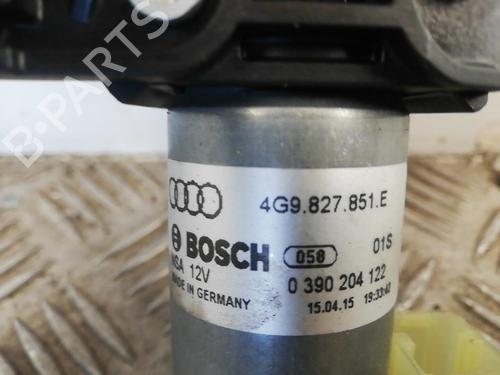 B-PARTS
4G9.827.851.E
BOSCH 058 01S
12V 0 390 204 122
MADE IN GERMANY 15.04.15 19:33:42